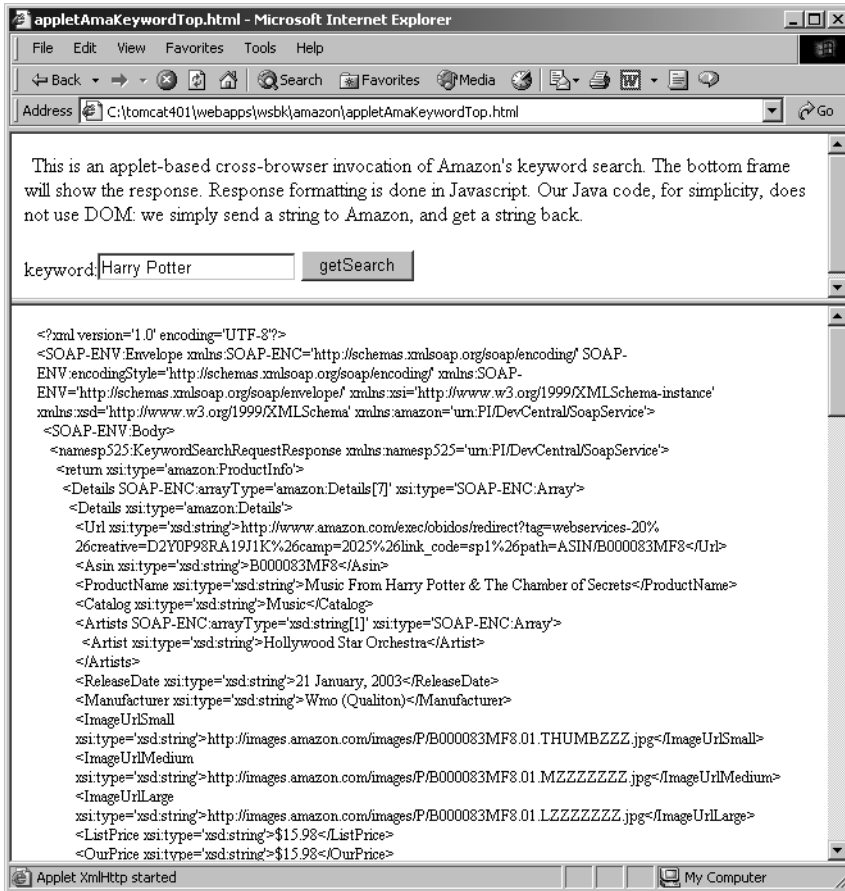 appletAmaKeywordTop.html - Microsoft Internet Explorer
File Edit View Favorites Tools Help
Back Search Favorites Media
Address C:\tomcat401\webapps\wsbk\amazon\appletAmaKeywordTop.html Go
This is an applet-based cross-browser invocation of Amazon's keyword search. The bottom frame
will show the response. Response formatting is done in Javascript. Our Java code, for simplicity, does
not use DOM: we simply send a string to Amazon, and get a string back.
keyword: Harry Potter getSearch
<?xml version='1.0' encoding='UTF-8'?>
<SOAP-ENV:Envelope xmlns:SOAP-ENC='http://schemas.xmlsoap.org/soap/encoding/' SOAP-
ENV:encodingStyle='http://schemas.xmlsoap.org/soap/encoding/' xmlns:SOAP-
ENV='http://schemas.xmlsoap.org/soap/envelope/' xmlns:xsi='http://www.w3.org/1999/XMLSchema-instance'
xmlns:xsd='http://www.w3.org/1999/XMLSchema' xmlns:amazon='urn:PI/DevCentral/SoapService'>
<SOAP-ENV:Body>
<namesp525:KeywordSearchRequestResponse xmlns:namesp525='urn:PI/DevCentral/SoapService'>
<return xsi:type='amazon:ProductInfo'>
<Details SOAP-ENC:arrayType='amazon:Details[7]' xsi:type='SOAP-ENC:Array'>
<Details xsi:type='amazon:Details'>
<Url xsi:type='xsd:string'>http://www.amazon.com/exec/obidos/redirect?tag=webservices-20%
26creative=D2Y0P98RA19J1K%26camp=2025%26link_code=sp1%26path=ASIN/B000083MF8</Url>
<Asin xsi:type='xsd:string'>B000083MF8</Asin>
<ProductName xsi:type='xsd:string'>Music From Harry Potter & The Chamber of Secrets</ProductName>
<Catalog xsi:type='xsd:string'>Music</Catalog>
<Artists SOAP-ENC:arrayType='xsd:string[1]' xsi:type='SOAP-ENC:Array'>
<Artist xsi:type='xsd:string'>Hollywood Star Orchestra</Artist>
</Artists>
<ReleaseDate xsi:type='xsd:string'>21 January, 2003</ReleaseDate>
<Manufacturer xsi:type='xsd:string'>Wmo (Qualiton)</Manufacturer>
<ImageUrlSmall
xsi:type='xsd:string'>http://images.amazon.com/images/P/B000083MF8.01.THUMBZZZ.jpg</ImageUrlSmall>
<ImageUrlMedium
xsi:type='xsd:string'>http://images.amazon.com/images/P/B000083MF8.01.MZZZZZZZ.jpg</ImageUrlMedium>
<ImageUrlLarge
xsi:type='xsd:string'>http://images.amazon.com/images/P/B000083MF8.01.LZZZZZZZ.jpg</ImageUrlLarge>
<ListPrice xsi:type='xsd:string'>$15.98</ListPrice>
<OurPrice xsi:type='xsd:string'>$15.98</OurPrice>
Applet XmlHttp started My Computer